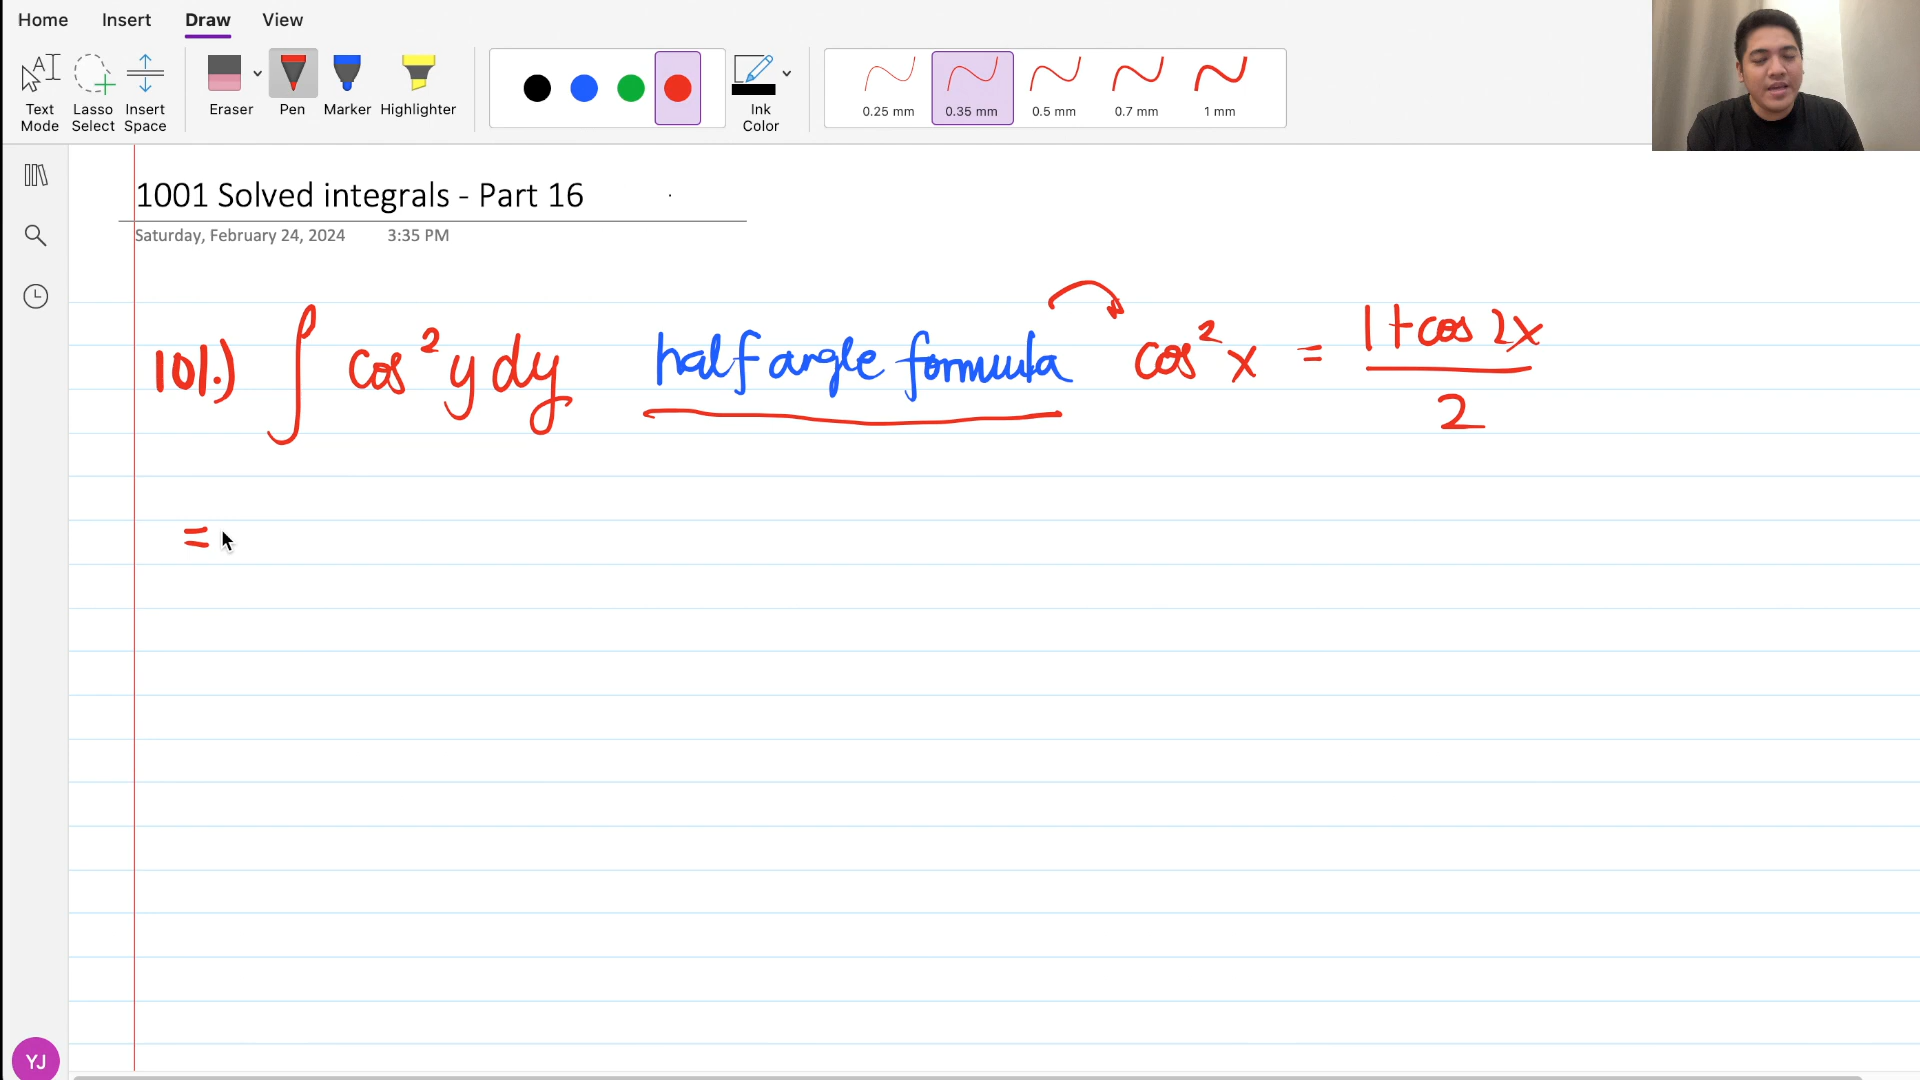 Home Insert Draw View
Text Mode
Lasso Select
Insert Space
Eraser
Pen
Marker
Highlighter
Ink Color
0.25 mm
0.35 mm
0.5 mm
0.7 mm
1 mm
1001 Solved integrals - Part 16
Saturday, February 24, 2024 3:35 PM
101.) ∫ cos² y dy half angle formula cos² x = (1 + cos 2x) / 2
=
YJ